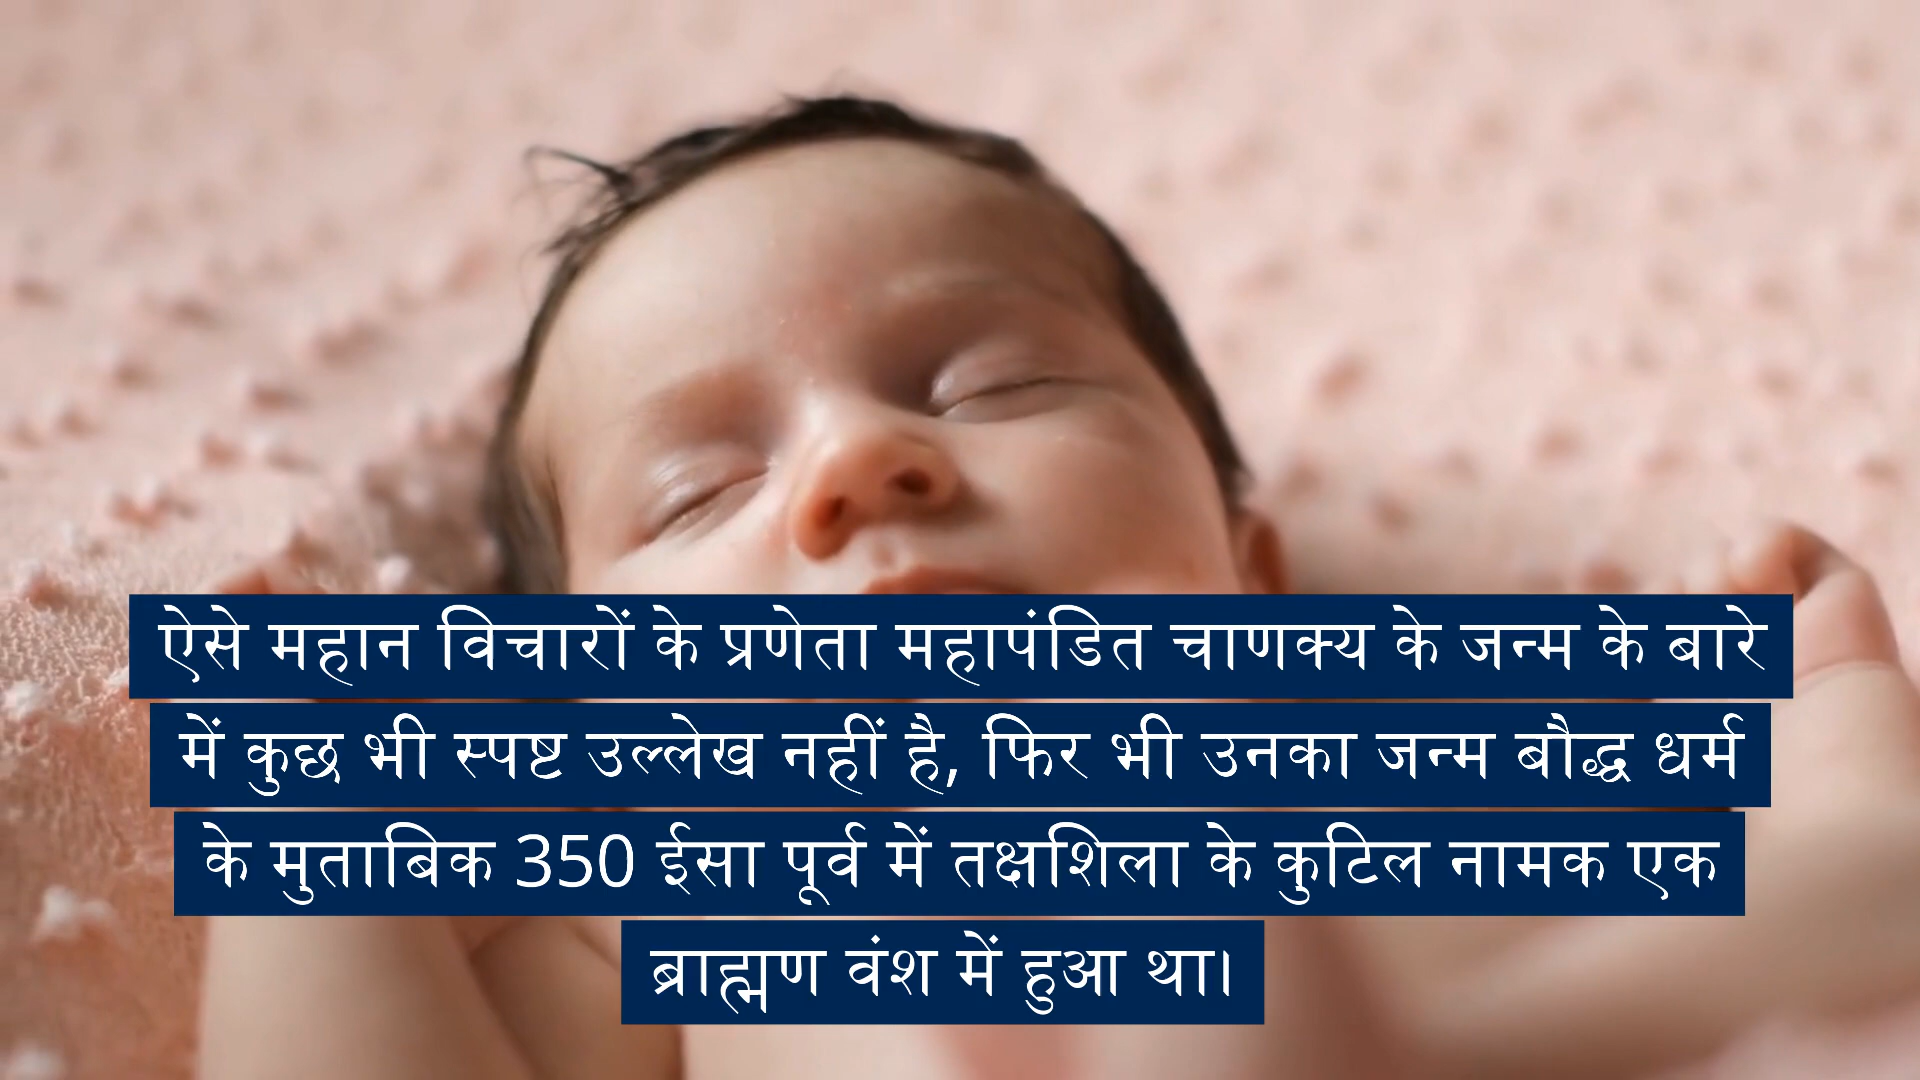 ऐसे महान विचारों के प्रणेता महापंडित चाणक्य के जन्म के बारे
में कुछ भी स्पष्ट उल्लेख नहीं है, फिर भी उनका जन्म बौद्ध धर्म
के मुताबिक 350 ईसा पूर्व में तक्षशिला के कुटिल नामक एक
ब्राह्मण वंश में हुआ था।